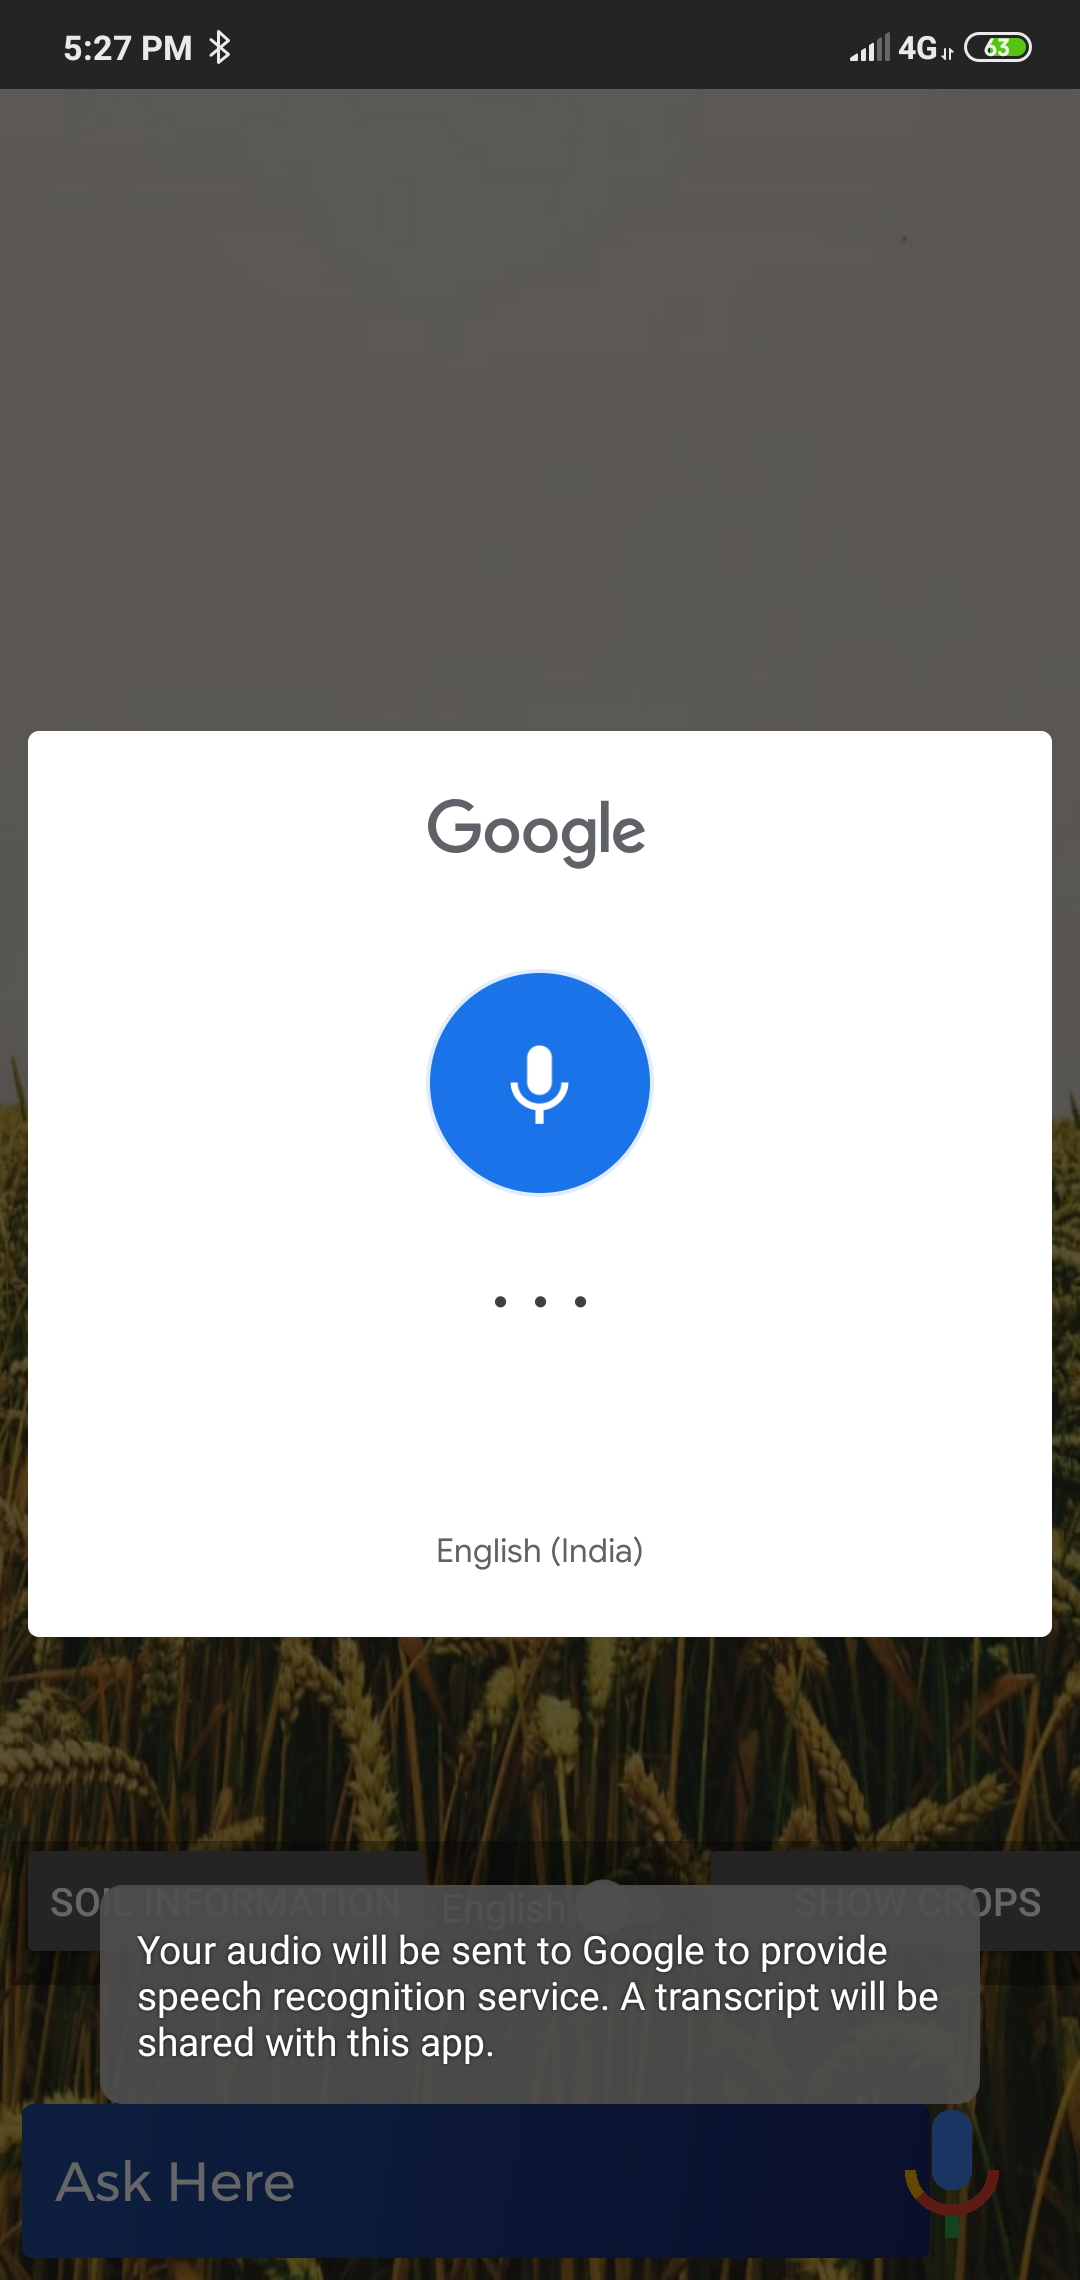 5:27 PM
4G 63
Google
English (India)
SOIL INFORMATION English SHOW CROPS
Your audio will be sent to Google to provide
speech recognition service. A transcript will be
shared with this app.
Ask Here